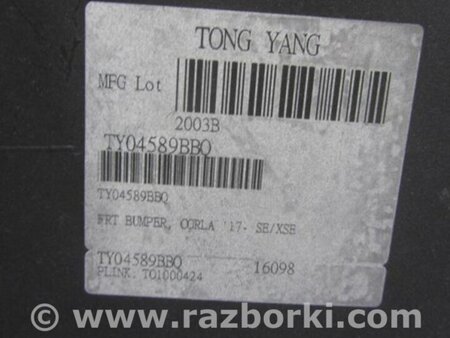 TONG YANG
MFG Lot
2003B
TY04589BBQ
TY04589BBQ
FRT BUMPER, CORLA '17- SE/XSE
TY04589BBQ 16098
PLINK. TO1000424
© www.razborki.com